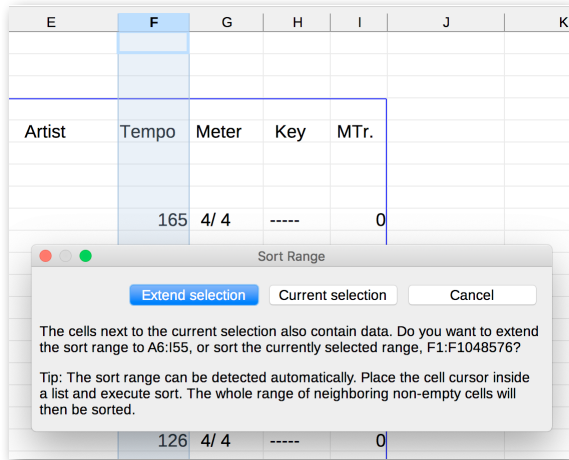 E F G H I J K
Artist Tempo Meter Key MTr.
165 4/ 4 ----- 0
Sort Range
Extend selection Current selection Cancel
The cells next to the current selection also contain data. Do you want to extend
the sort range to A6:I55, or sort the currently selected range, F1:F1048576?
Tip: The sort range can be detected automatically. Place the cell cursor inside
a list and execute sort. The whole range of neighboring non-empty cells will
then be sorted.
126 4/ 4 ----- 0